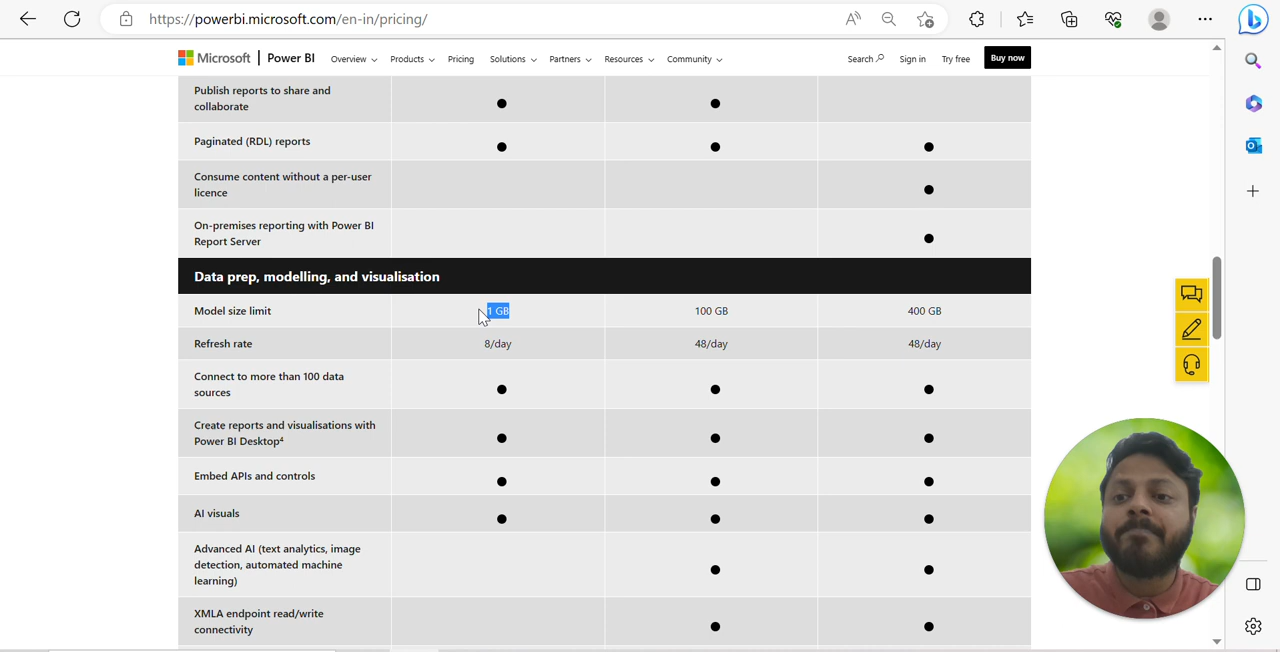 https://powerbi.microsoft.com/en-in/pricing/
Microsoft | Power BI Overview Products Pricing Solutions Partners Resources Community Search Sign in Try free Buy now
Publish reports to share and
collaborate
Paginated (RDL) reports
Consume content without a per-user
licence
On-premises reporting with Power BI
Report Server
Data prep, modelling, and visualisation
Model size limit 1 GB 100 GB 400 GB
Refresh rate 8/day 48/day 48/day
Connect to more than 100 data
sources
Create reports and visualisations with
Power BI Desktop⁴
Embed APIs and controls
AI visuals
Advanced AI (text analytics, image
detection, automated machine
learning)
XMLA endpoint read/write
connectivity